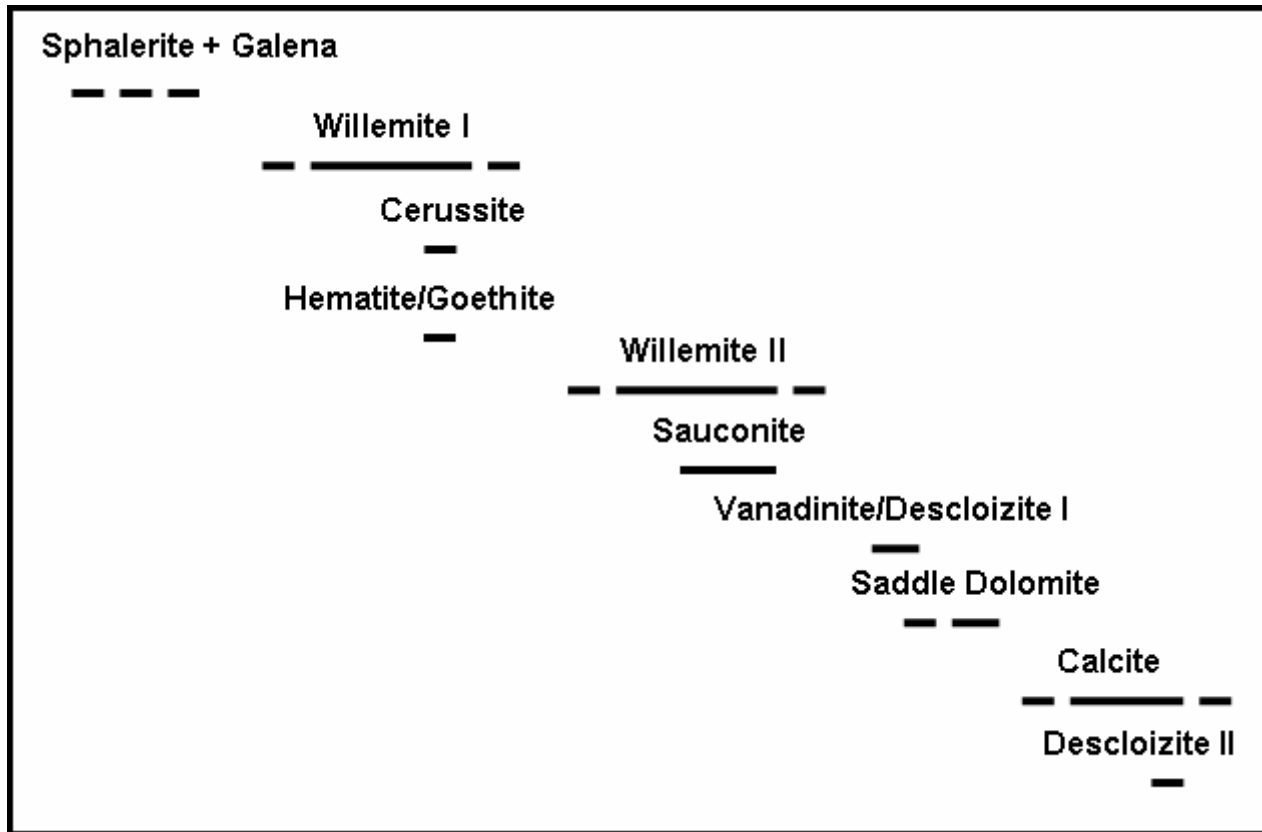 Sphalerite + Galena
Willemite I
Cerussite
Hematite/Goethite
Willemite II
Sauconite
Vanadinite/Descloizite I
Saddle Dolomite
Calcite
Descloizite II